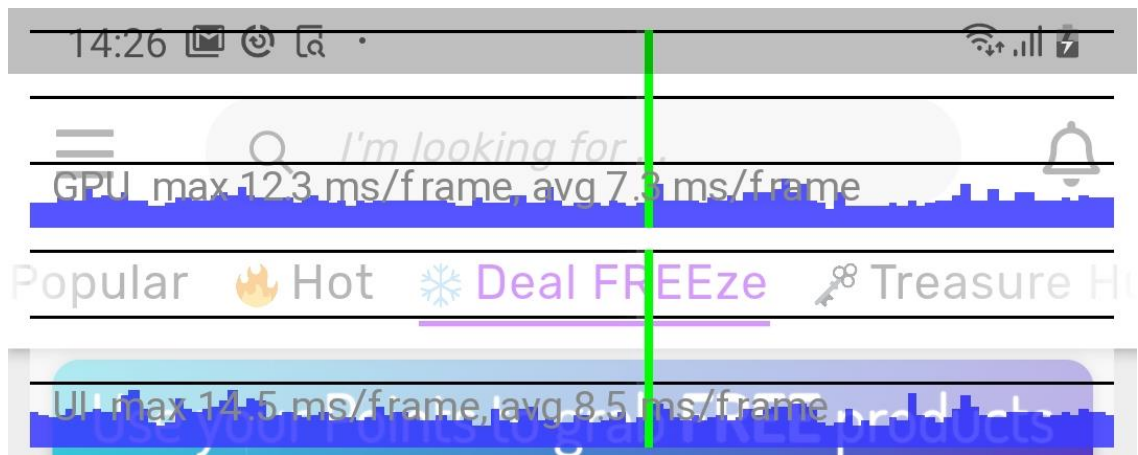 14:26
I'm looking for ...
GPU max 12.3 ms/frame, avg 7.3 ms/frame
Popular 🔥 Hot ❄ Deal FREEze 🗝 Treasure
UI max 14.5 ms/frame, avg 8.5 ms/frame
Use your Points to grab FREE products